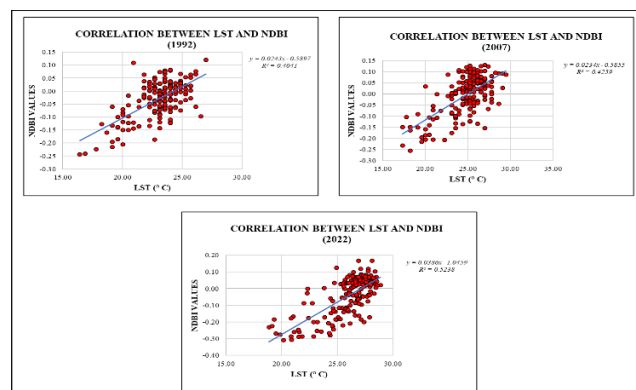 CORRELATION BETWEEN LST AND NDBI
(1992)
y = 0.0243x - 0.5897
R² = 0.4041
0.15
0.10
0.05
0.00
-0.05
-0.10
-0.15
-0.20
-0.25
-0.30
NDBI VALUES
15.00 20.00 25.00 30.00
LST (° C)
CORRELATION BETWEEN LST AND NDBI
(2007)
y = 0.0234x - 0.5855
R² = 0.4259
0.15
0.10
0.05
0.00
-0.05
-0.10
-0.15
-0.20
-0.25
-0.30
NDBI VALUES
15.00 20.00 25.00 30.00 35.00
LST (° C)
CORRELATION BETWEEN LST AND NDBI
(2022)
y = 0.0386x - 1.0459
R² = 0.5238
0.20
0.10
0.00
-0.10
-0.20
-0.30
-0.40
NDBI VALUES
15.00 20.00 25.00 30.00
LST (° C)